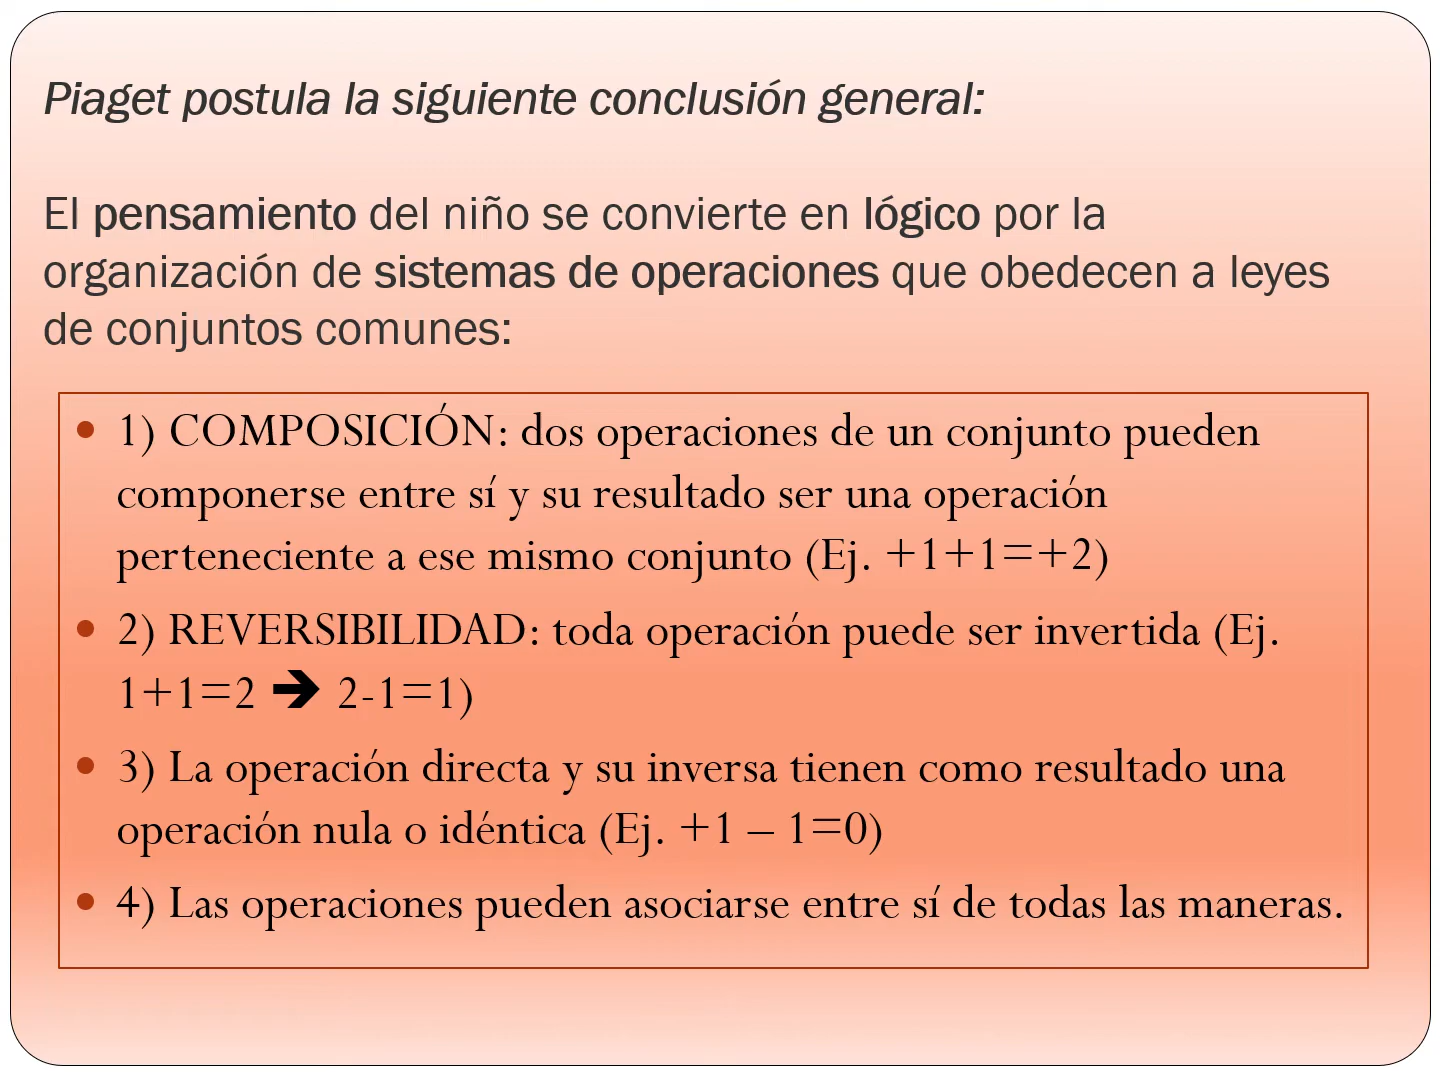 Piaget postula la siguiente conclusión general:
El pensamiento del niño se convierte en lógico por la
organización de sistemas de operaciones que obedecen a leyes
de conjuntos comunes:
• 1) COMPOSICIÓN: dos operaciones de un conjunto pueden
componerse entre sí y su resultado ser una operación
perteneciente a ese mismo conjunto (Ej. +1+1=+2)
• 2) REVERSIBILIDAD: toda operación puede ser invertida (Ej.
1+1=2 🡺 2-1=1)
• 3) La operación directa y su inversa tienen como resultado una
operación nula o idéntica (Ej. +1 – 1=0)
• 4) Las operaciones pueden asociarse entre sí de todas las maneras.